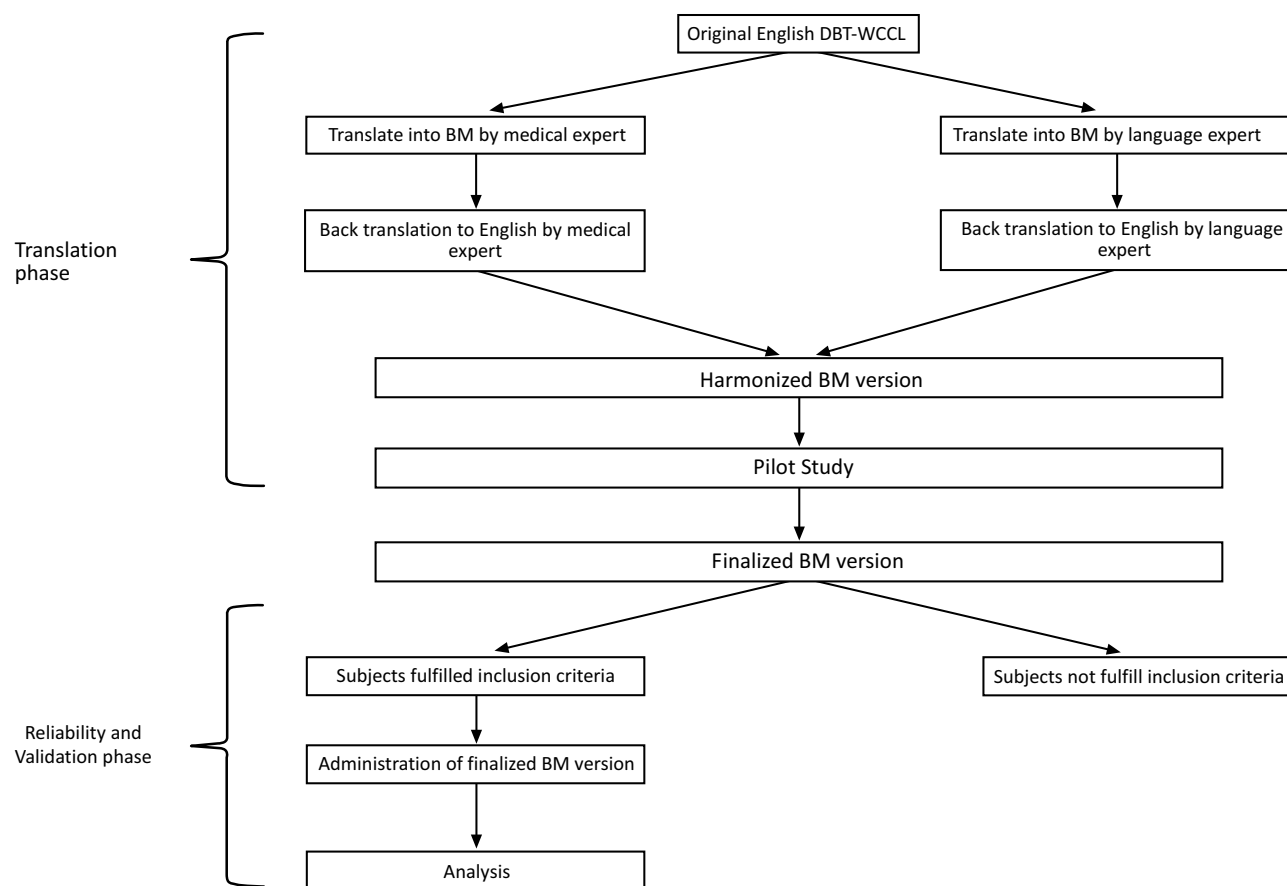 Original English DBT-WCCL
Translate into BM by medical expert
Translate into BM by language expert
Back translation to English by medical
expert
Back translation to English by language
expert
Translation
phase
Harmonized BM version
Pilot Study
Finalized BM version
Subjects fulfilled inclusion criteria
Subjects not fulfill inclusion criteria
Reliability and
Validation phase
Administration of finalized BM version
Analysis